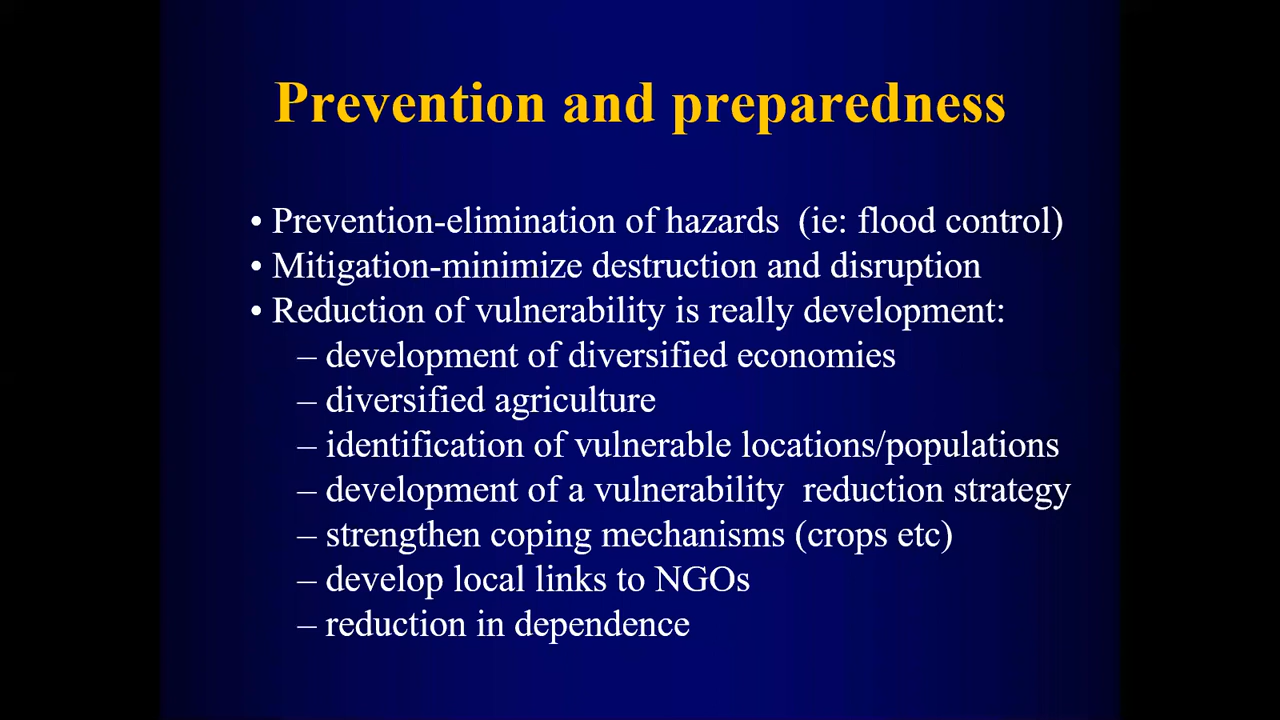 Prevention and preparedness
• Prevention-elimination of hazards  (ie: flood control)
• Mitigation-minimize destruction and disruption
• Reduction of vulnerability is really development:
– development of diversified economies
– diversified agriculture
– identification of vulnerable locations/populations
– development of a vulnerability  reduction strategy
– strengthen coping mechanisms (crops etc)
– develop local links to NGOs
– reduction in dependence